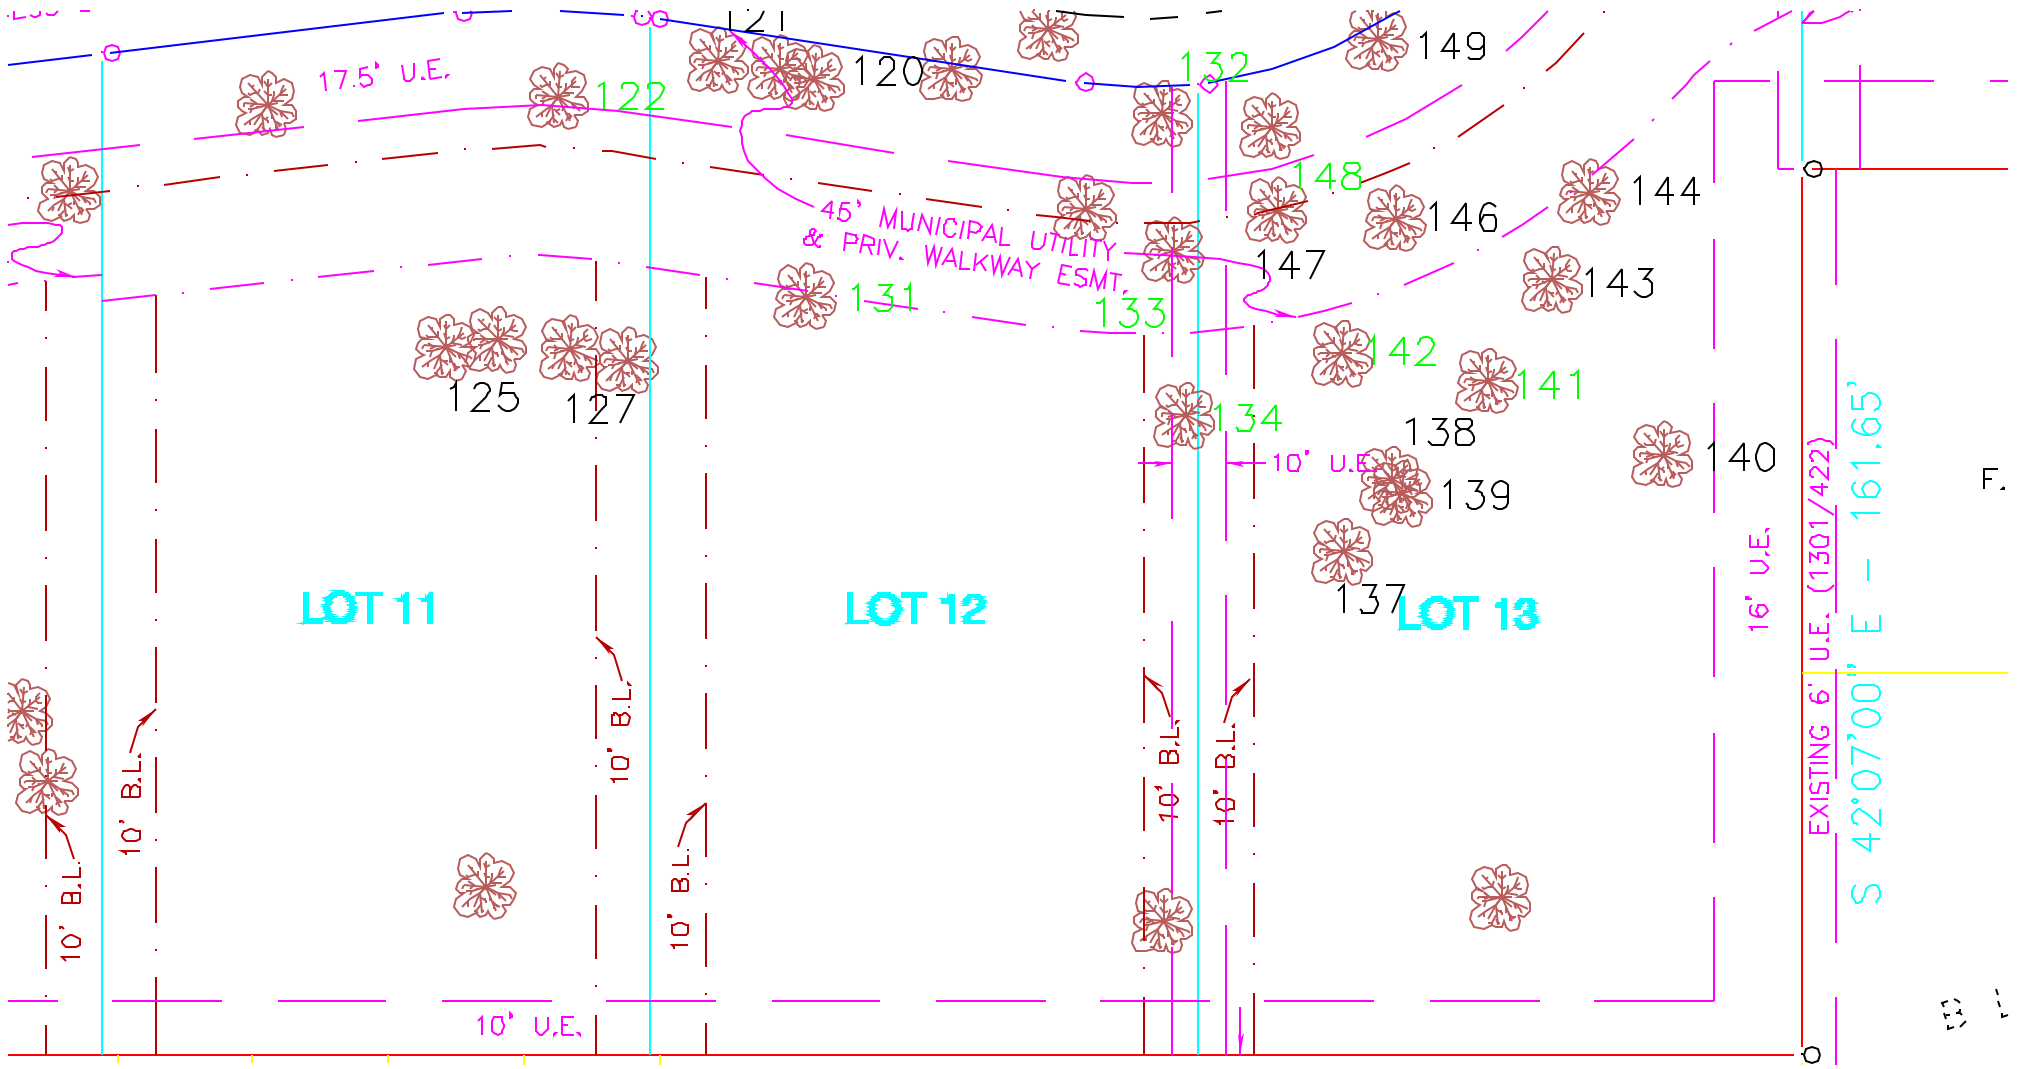 121
149
17.5' U.E.
120
132
122
148
144
45' MUNICIPAL UTILITY
& PRIV. WALKWAY ESMT.
146
147
143
131
133
142
125
127
141
134
138
140
10' U.E.
139
F.
137
LOT 11
LOT 12
LOT 13
16' U.E.
EXISTING 6' U.E. (1301/422)
S 42°07'00" E - 161.65'
10' B.L.
10' B.L.
10' B.L.
10' B.L.
10' B.L.
10' B.L.
10' U.E.